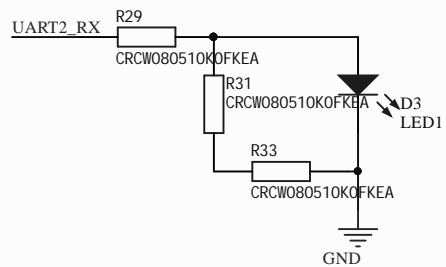 R29
UART2_RX
CRCW080510K0FKEA
R31
CRCW080510K0FKEA
D3
LED1
R33
CRCW080510K0FKEA
GND